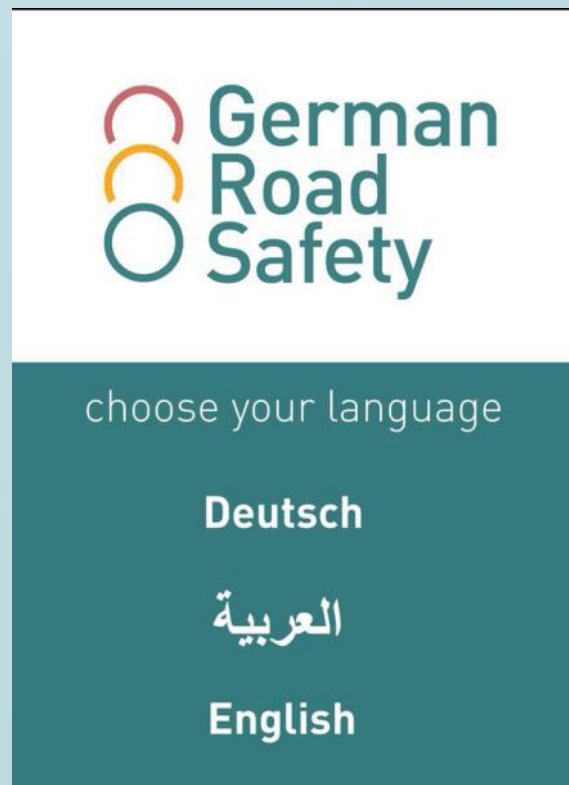 German
Road
Safety
choose your language
Deutsch
العربية
English